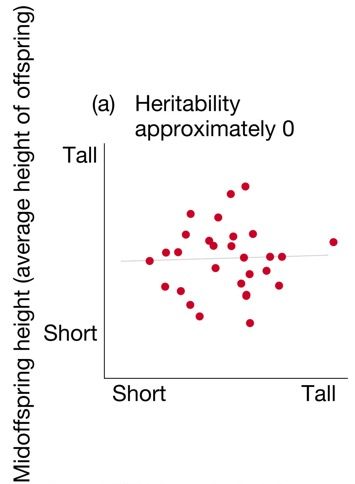 Midoffspring height (average height of offspring)
(a) Heritability
approximately 0
Tall
Short
Short Tall